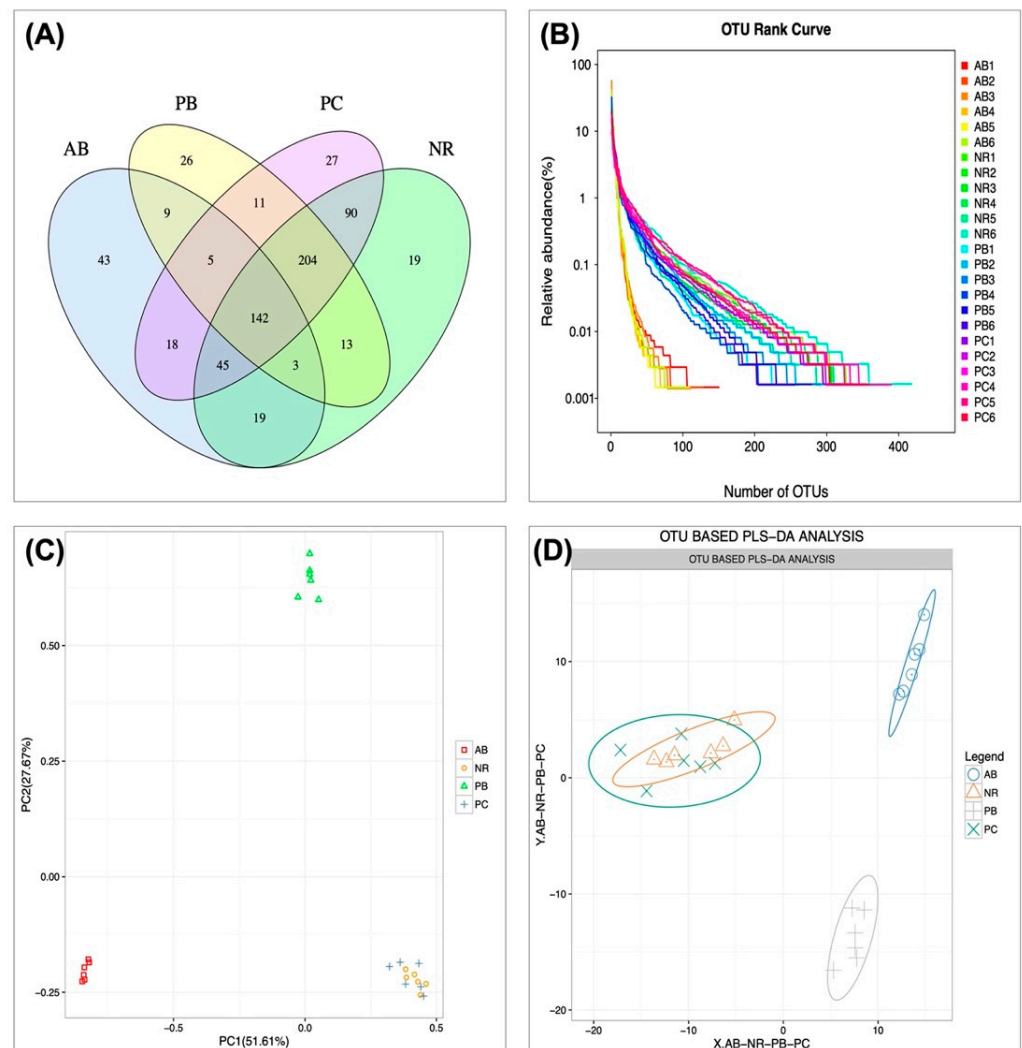 (A)
PB
PC
AB
NR
26
27
9
11
90
43
5
204
19
142
18
45
3
13
19
(B)
OTU Rank Curve
Relative abundance(%)
100
10
1
0.1
0.01
0.001
0
100
200
300
400
Number of OTUs
AB1
AB2
AB3
AB4
AB5
AB6
NR1
NR2
NR3
NR4
NR5
NR6
PB1
PB2
PB3
PB4
PB5
PB6
PC1
PC2
PC3
PC4
PC5
PC6
(C)
PC2(27.67%)
0.50
0.25
0.00
-0.25
-0.5
0.0
0.5
PC1(51.61%)
AB
NR
PB
PC
(D)
OTU BASED PLS-DA ANALYSIS
OTU BASED PLS-DA ANALYSIS
Y.AB-NR-PB-PC
10
0
-10
-20
-20
-10
0
10
X.AB-NR-PB-PC
Legend
AB
NR
PB
PC